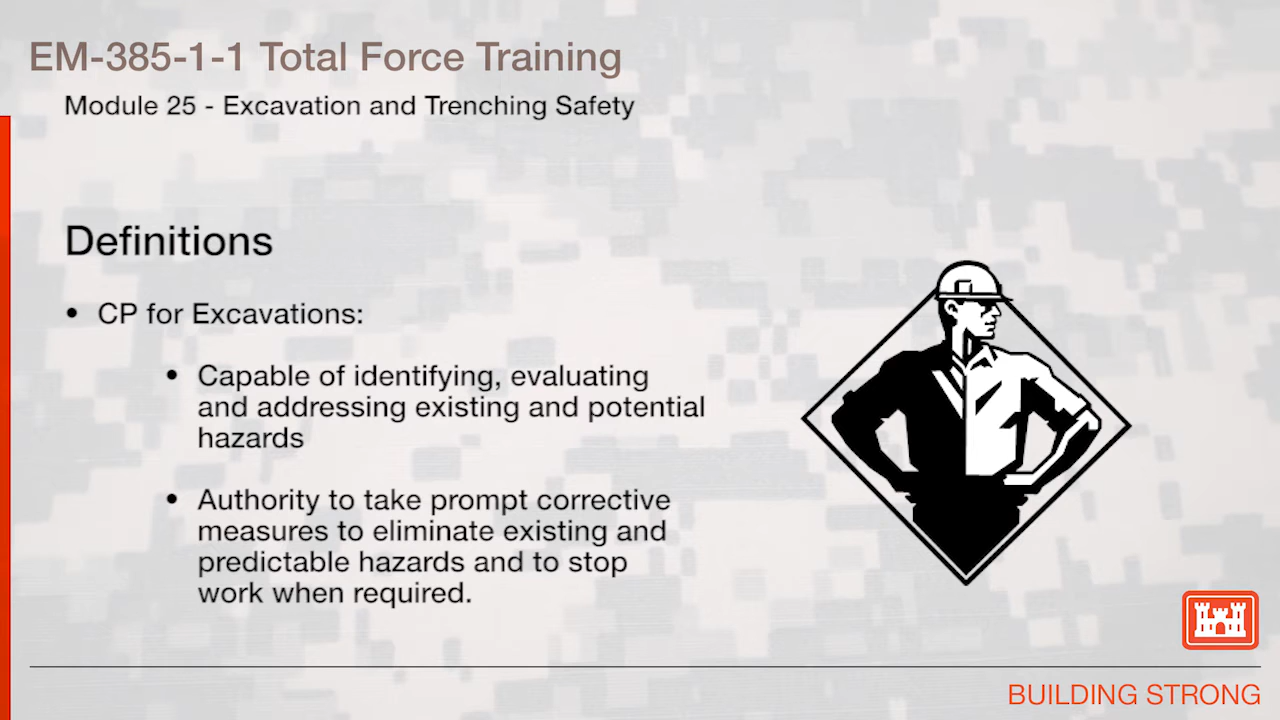 EM-385-1-1 Total Force Training
Module 25 - Excavation and Trenching Safety
Definitions
• CP for Excavations:
• Capable of identifying, evaluating
and addressing existing and potential
hazards
• Authority to take prompt corrective
measures to eliminate existing and
predictable hazards and to stop
work when required.
BUILDING STRONG